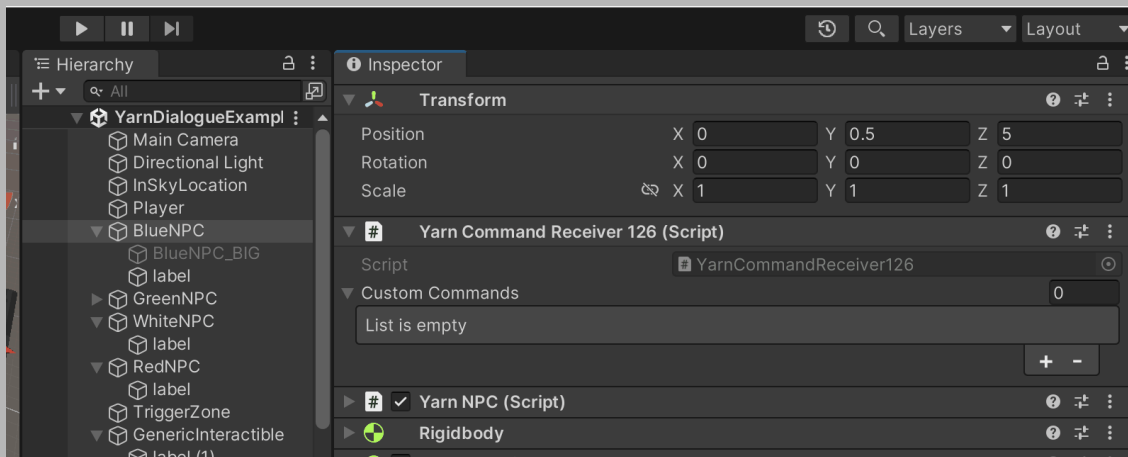 Layers
Layout
Hierarchy
All
YarnDialogueExampl
Main Camera
Directional Light
InSkyLocation
Player
BlueNPC
BlueNPC_BIG
label
GreenNPC
WhiteNPC
label
RedNPC
label
TriggerZone
GenericInteractible
label (1)
Inspector
Transform
Position X 0 Y 0.5 Z 5
Rotation X 0 Y 0 Z 0
Scale X 1 Y 1 Z 1
# Yarn Command Receiver 126 (Script)
Script # YarnCommandReceiver126
Custom Commands 0
List is empty
+ -
# Yarn NPC (Script)
Rigidbody